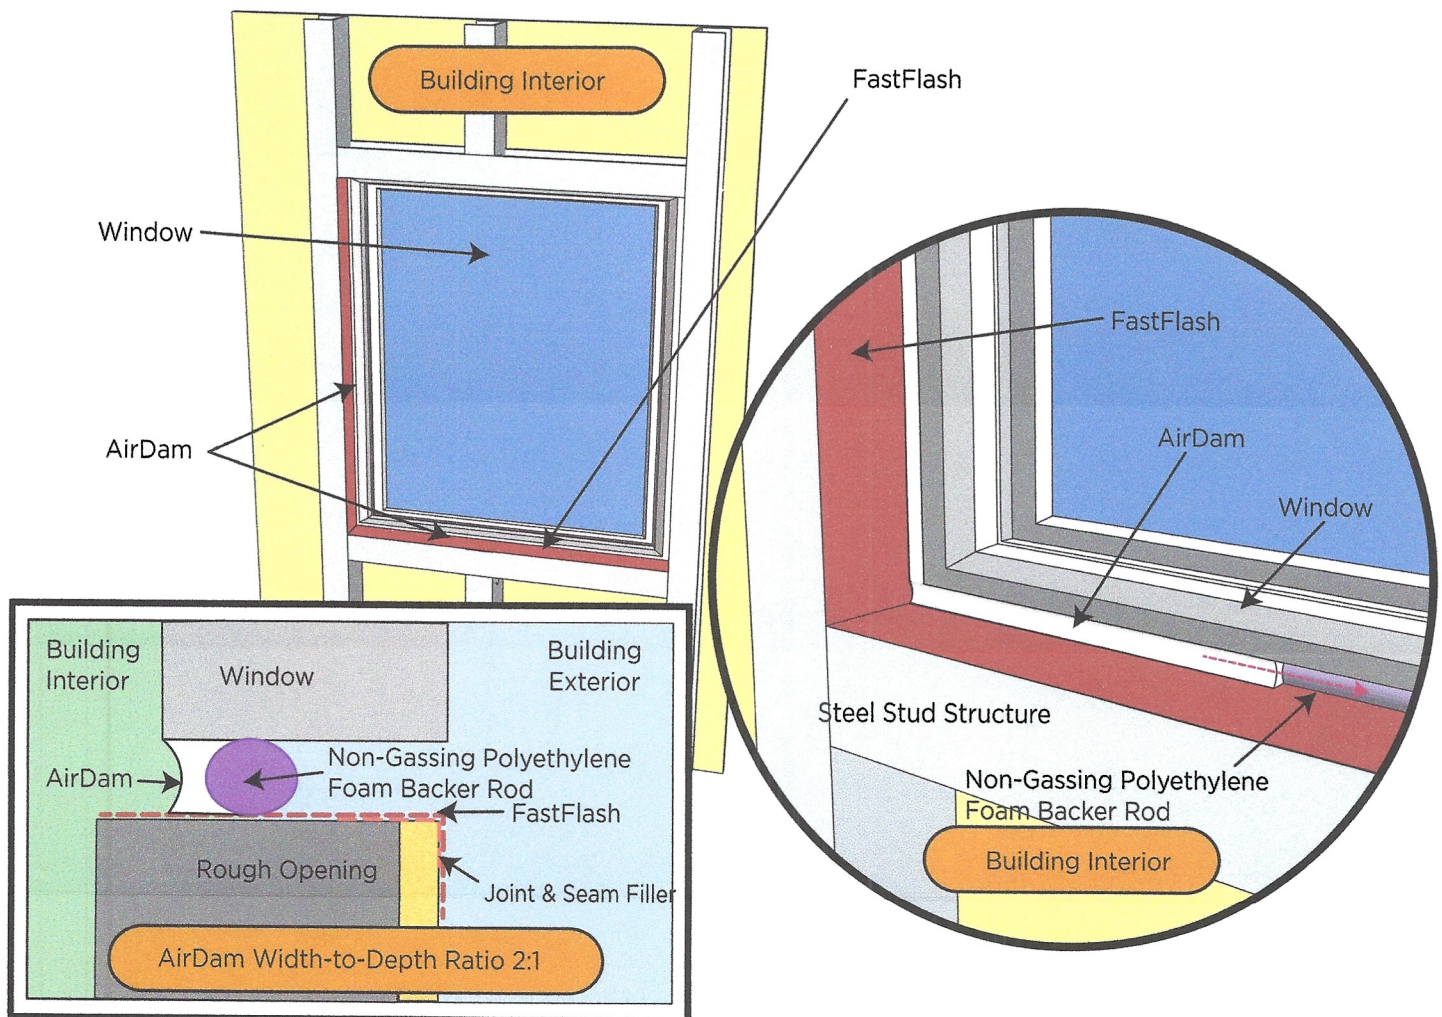 Building Interior
FastFlash
Window
AirDam
FastFlash
AirDam
Window
Steel Stud Structure
Non-Gassing Polyethylene
Foam Backer Rod
Building Interior
Building
Interior
Window
Building
Exterior
AirDam
Non-Gassing Polyethylene
Foam Backer Rod
FastFlash
Rough Opening
Joint & Seam Filler
AirDam Width-to-Depth Ratio 2:1